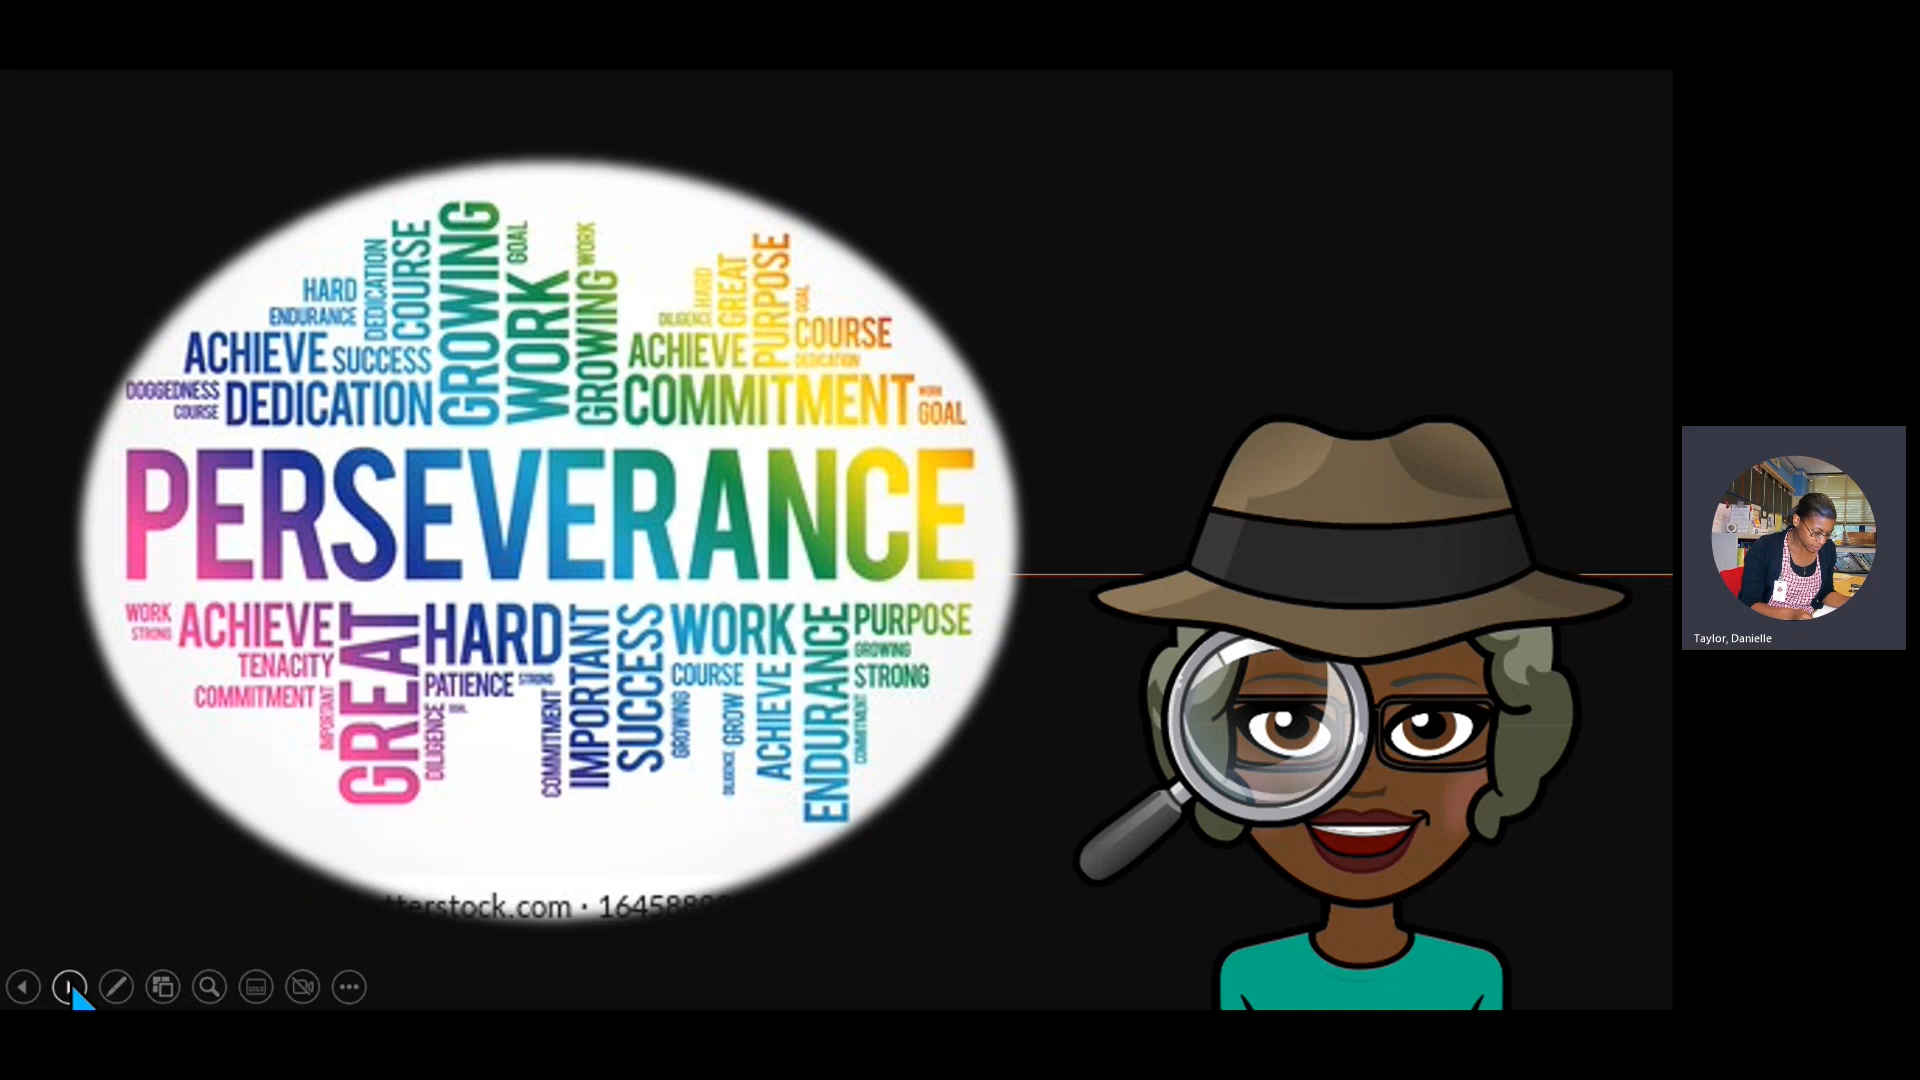 GROWING
COURSE
GOAL
WORK
DEDICATION
WORK
HARD
GROWING
HARD
GREAT
PURPOSE
GOAL
ENDURANCE
DILIGENCE
COURSE
ACHIEVE
SUCCESS
ACHIEVE
DEDICATION
DOGGEDNESS
DEDICATION
COMMITMENT
WORK
COURSE
GOAL
PERSEVERANCE
WORK
ACHIEVE
GREAT
HARD
IMPORTANT
SUCCESS
WORK
ENDURANCE
PURPOSE
STRONG
TENACITY
GROWING
COURSE
ACHIEVE
STRONG
PATIENCE
STRONG
COMMITMENT
IMPORTANT
DILIGENCE
GOAL
COMMITMENT
GROWING
GROW
COMMITMENT
DILIGENCE
Taylor, Danielle
terstock.com · 16458